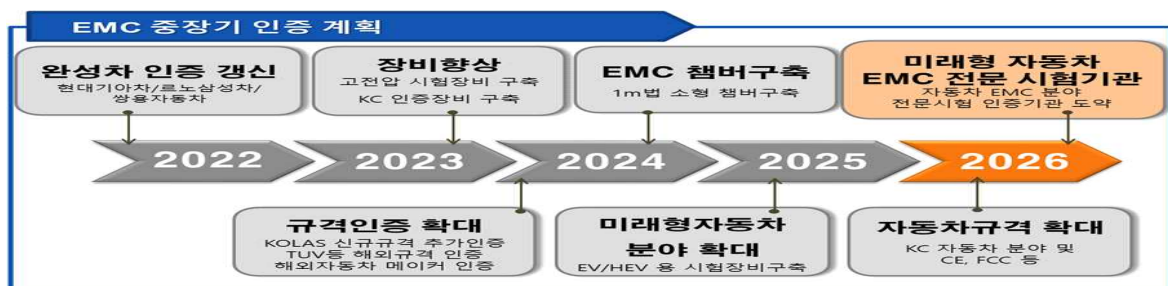 EMC 중장기 인증 계획
완성차 인증 갱신
현대기아차/르노삼성차/
쌍용자동차
장비향상
고전압 시험장비 구축
KC 인증장비 구축
EMC 챔버구축
1m법 소형 챔버구축
미래형 자동차
EMC 전문 시험기관
자동차 EMC 분야
전문시험 인증기관 도약
2022
2023
2024
2025
2026
규격인증 확대
KOLAS 신규규격 추가인증
TUV등 해외규격 인증
해외자동차 메이커 인증
미래형자동차
분야 확대
EV/HEV 용 시험장비구축
자동차규격 확대
KC 자동차 분야 및
CE, FCC 등